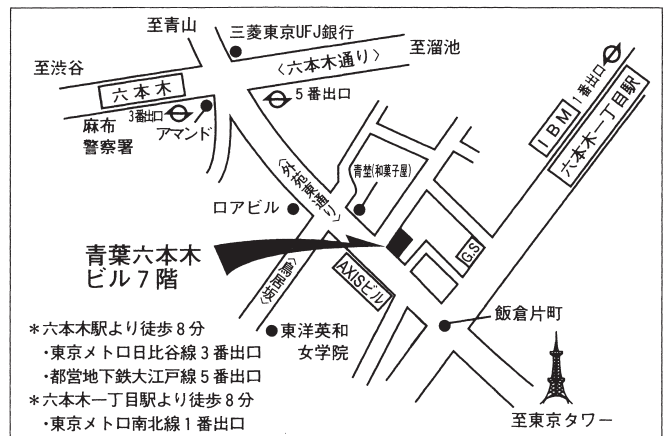 至青山
三菱東京UFJ銀行
至渋谷
〈六本木通り〉
至溜池
六本木
3番出口
アマンド
5番出口
麻布
警察署
IBM
1番出口
六本木一丁目駅
〈外苑東通り〉
青埜(和菓子屋)
ロアビル
青葉六本木
ビル7階
〈鳥居坂〉
AXISビル
G.S
飯倉片町
東洋英和
女学院
至東京タワー
*六本木駅より徒歩8分
・東京メトロ日比谷線3番出口
・都営地下鉄大江戸線5番出口
*六本木一丁目駅より徒歩8分
・東京メトロ南北線1番出口